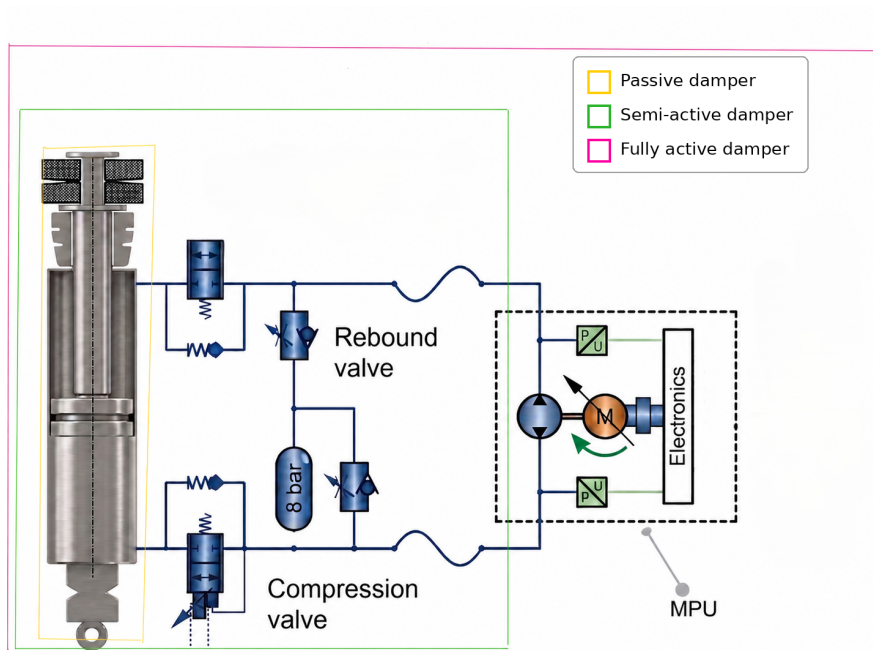 Passive damper
Semi-active damper
Fully active damper
Rebound
valve
P
U
M
Electronics
8 bar
U
P
Compression
valve
MPU